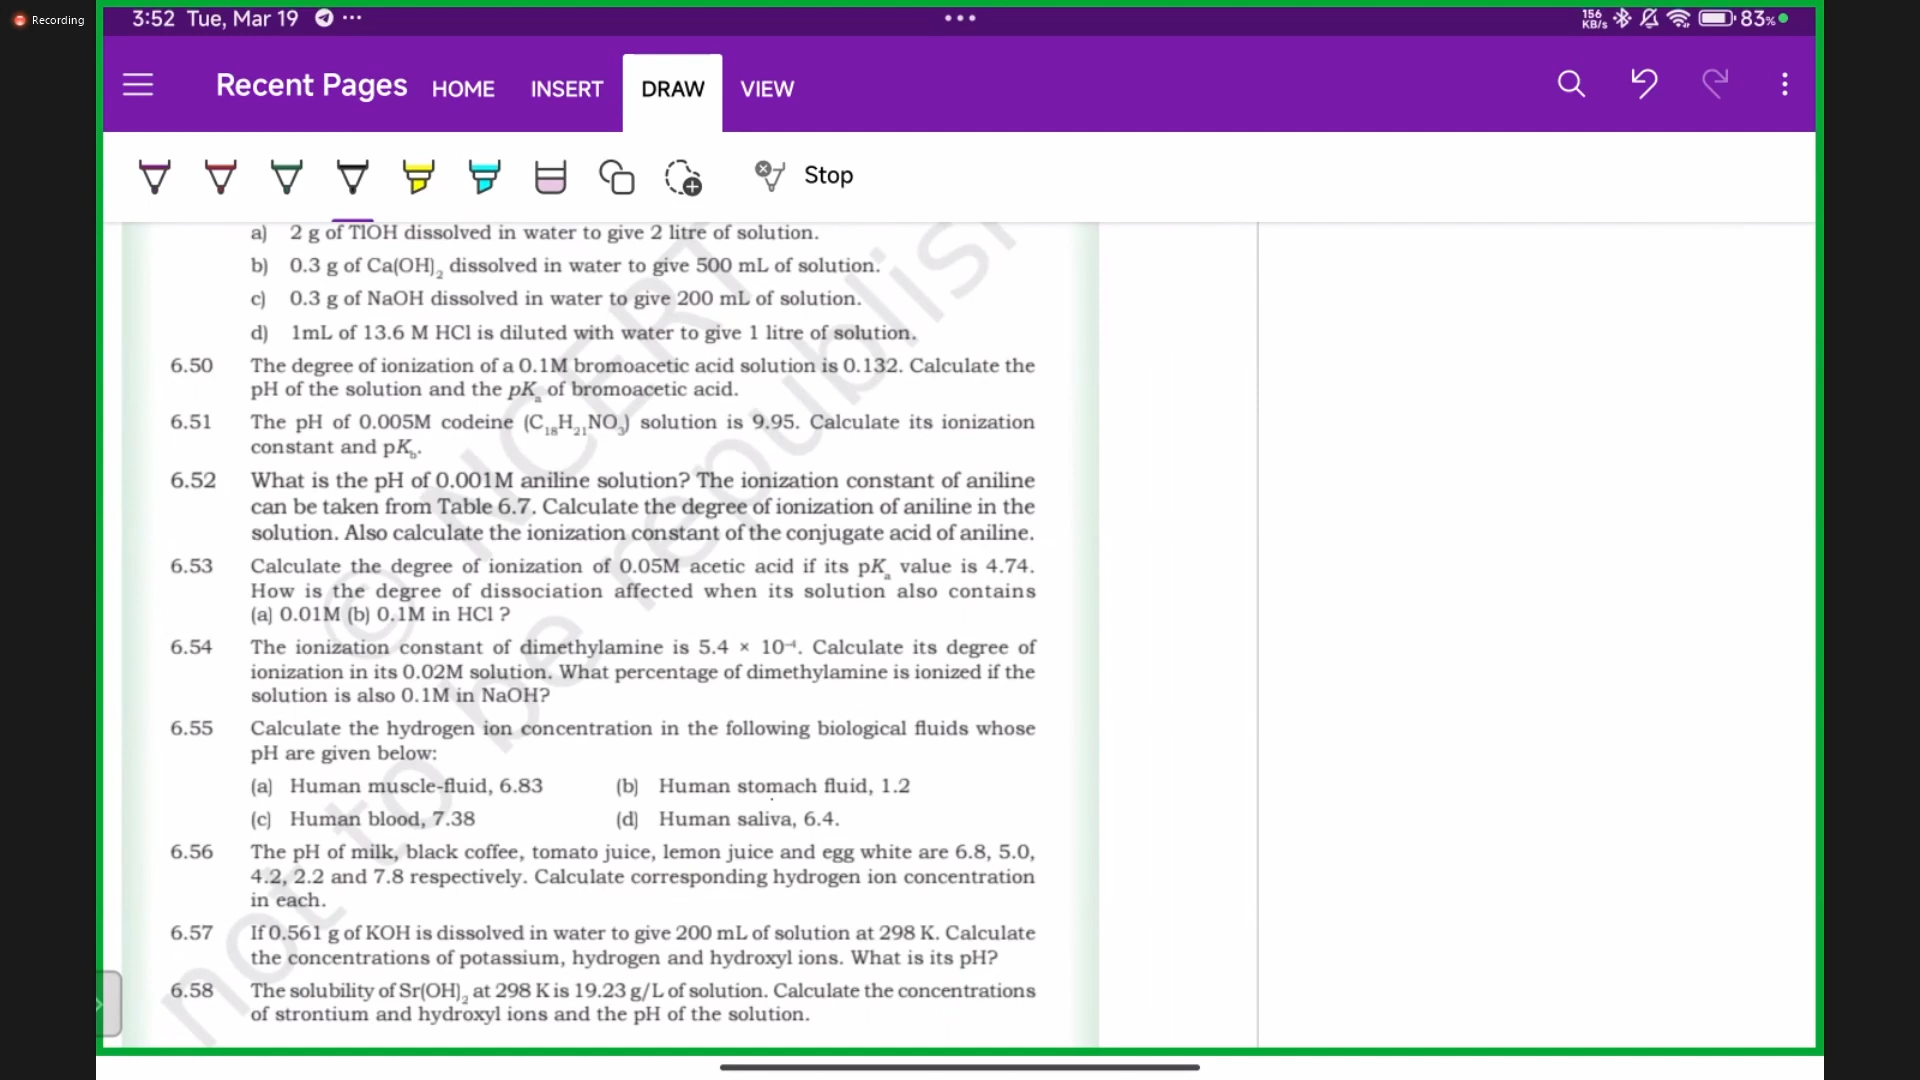 Recording
3:52 Tue, Mar 19
156 KB/s 83%
Recent Pages HOME INSERT DRAW VIEW
Stop
a) 2 g of TlOH dissolved in water to give 2 litre of solution.
b) 0.3 g of Ca(OH)₂ dissolved in water to give 500 mL of solution.
c) 0.3 g of NaOH dissolved in water to give 200 mL of solution.
d) 1mL of 13.6 M HCl is diluted with water to give 1 litre of solution.
6.50 The degree of ionization of a 0.1M bromoacetic acid solution is 0.132. Calculate the
pH of the solution and the pKₐ of bromoacetic acid.
6.51 The pH of 0.005M codeine (C₁₈H₂₁NO₃) solution is 9.95. Calculate its ionization
constant and pK_b.
6.52 What is the pH of 0.001M aniline solution? The ionization constant of aniline
can be taken from Table 6.7. Calculate the degree of ionization of aniline in the
solution. Also calculate the ionization constant of the conjugate acid of aniline.
6.53 Calculate the degree of ionization of 0.05M acetic acid if its pKₐ value is 4.74.
How is the degree of dissociation affected when its solution also contains
(a) 0.01M (b) 0.1M in HCl ?
6.54 The ionization constant of dimethylamine is 5.4 × 10⁻⁴. Calculate its degree of
ionization in its 0.02M solution. What percentage of dimethylamine is ionized if the
solution is also 0.1M in NaOH?
6.55 Calculate the hydrogen ion concentration in the following biological fluids whose
pH are given below:
(a) Human muscle-fluid, 6.83 (b) Human stomach fluid, 1.2
(c) Human blood, 7.38 (d) Human saliva, 6.4.
6.56 The pH of milk, black coffee, tomato juice, lemon juice and egg white are 6.8, 5.0,
4.2, 2.2 and 7.8 respectively. Calculate corresponding hydrogen ion concentration
in each.
6.57 If 0.561 g of KOH is dissolved in water to give 200 mL of solution at 298 K. Calculate
the concentrations of potassium, hydrogen and hydroxyl ions. What is its pH?
6.58 The solubility of Sr(OH)₂ at 298 K is 19.23 g/L of solution. Calculate the concentrations
of strontium and hydroxyl ions and the pH of the solution.
© NCERT
not to be republis